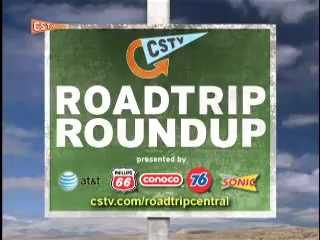 CSTV
CSTV
ROADTRIP
ROUNDUP
presented by
at&t PHILLIPS 66 conoco 76 SONIC
cstv.com/roadtripcentral